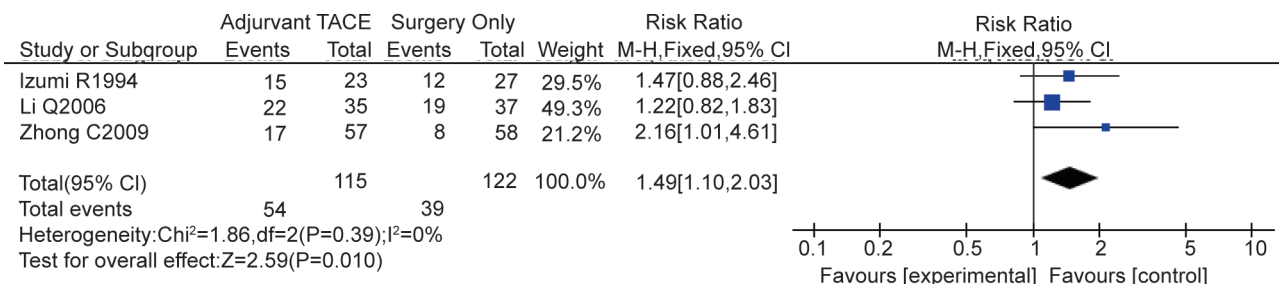 Adjurvant TACE Surgery Only Risk Ratio Risk Ratio
Study or Subqroup Events Total Events Total Weight M-H,Fixed,95% CI M-H,Fixed,95% CI
Izumi R1994 15 23 12 27 29.5% 1.47[0.88,2.46]
Li Q2006 22 35 19 37 49.3% 1.22[0.82,1.83]
Zhong C2009 17 57 8 58 21.2% 2.16[1.01,4.61]
Total(95% CI) 115 122 100.0% 1.49[1.10,2.03]
Total events 54 39
Heterogeneity:Chi²=1.86,df=2(P=0.39);I²=0%
Test for overall effect:Z=2.59(P=0.010)
0.1 0.2 0.5 1 2 5 10
Favours [experimental] Favours [control]